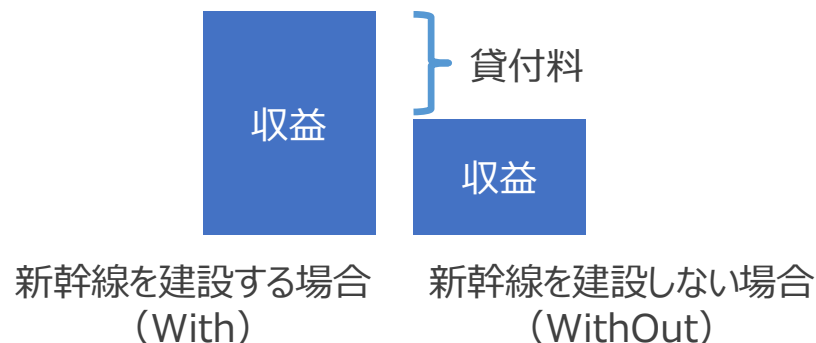 貸付料
収益
収益
新幹線を建設する場合
（With）
新幹線を建設しない場合
（WithOut）